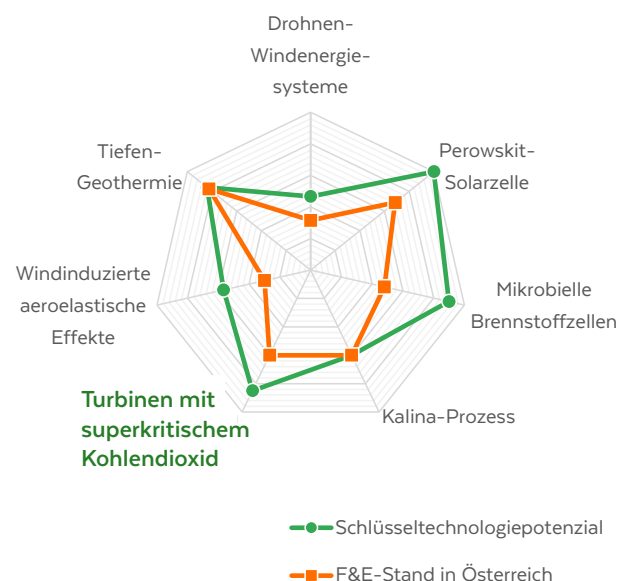 Drohnen-
Windenergie-
systeme
Perowskit-
Solarzelle
Tiefen-
Geothermie
Mikrobielle
Brennstoffzellen
Windinduzierte
aeroelastische
Effekte
Kalina-Prozess
Turbinen mit
superkritischem
Kohlendioxid
Schlüsseltechnologiepotenzial
F&E-Stand in Österreich